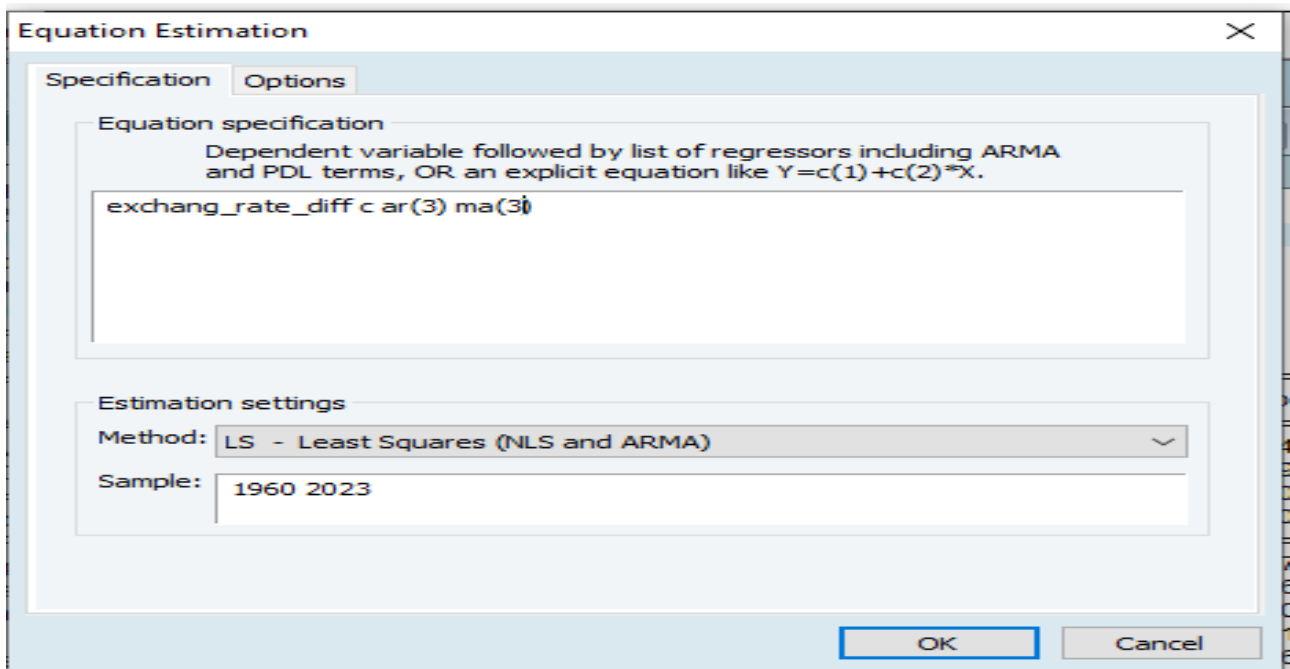 Equation Estimation
Specification Options
Equation specification
Dependent variable followed by list of regressors including ARMA
and PDL terms, OR an explicit equation like Y=c(1)+c(2)*X.
exchang_rate_diff c ar(3) ma(3)
Estimation settings
Method: LS - Least Squares (NLS and ARMA)
Sample: 1960 2023
OK Cancel